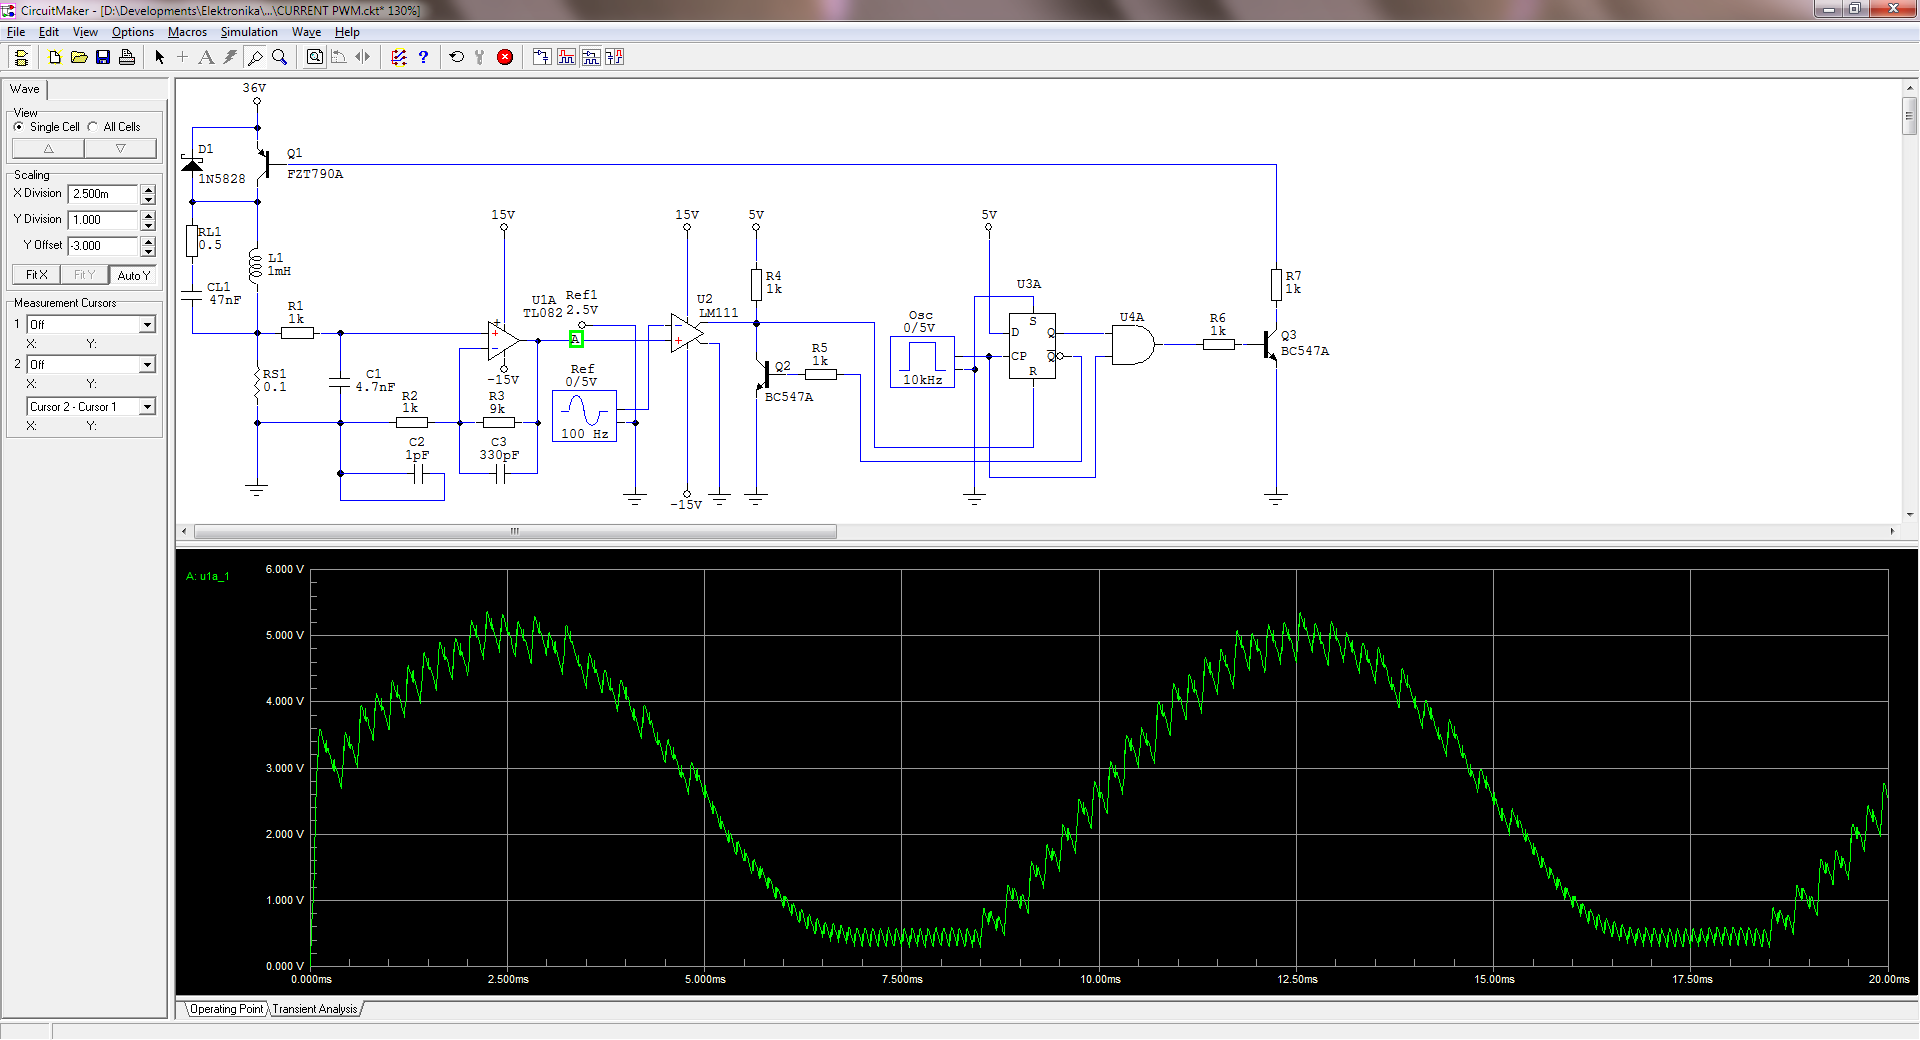 CircuitMaker - [D:\Developments\Elektronika\...\CURRENT PWM.ckt* 130%]
File Edit View Options Macros Simulation Wave Help
Wave
View
Single Cell All Cells
Scaling
X Division 2.500m
Y Division 1.000
Y Offset -3.000
Fit X Fit Y Auto Y
Measurement Cursors
1 Off
X: Y:
2 Off
X: Y:
Cursor 2 - Cursor 1
X: Y:
36V
D1
1N5828
Q1
FZT790A
RL1
0.5
L1
1mH
CL1
47nF
R1
1k
RS1
0.1
C1
4.7nF
R2
1k
C2
1pF
15V
U1A
TL082
-15V
R3
9k
C3
330pF
Ref1
2.5V
A
Ref
0/5V
100 Hz
15V
U2
LM111
-15V
5V
R4
1k
Q2
BC547A
R5
1k
Osc
0/5V
10kHz
5V
U3A
S
D Q
CP Q
R
U4A
R6
1k
R7
1k
Q3
BC547A
A: u1a_1
6.000 V
5.000 V
4.000 V
3.000 V
2.000 V
1.000 V
0.000 V
0.000ms 2.500ms 5.000ms 7.500ms 10.00ms 12.50ms 15.00ms 17.50ms 20.00ms
Operating Point Transient Analysis